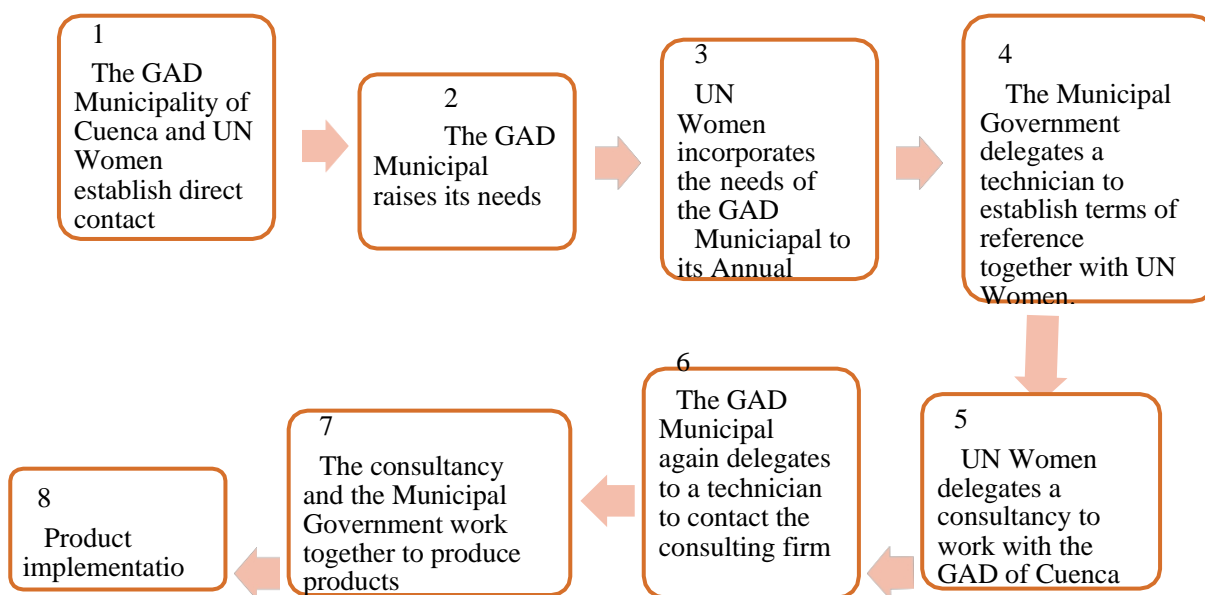 1
The GAD
Municipality of
Cuenca and UN
Women
establish direct
contact
2
The GAD
Municipal
raises its needs
3
UN
Women
incorporates
the needs of
the GAD
Municiapal to
its Annual
4
The Municipal
Government
delegates a
technician to
establish terms of
reference
together with UN
Women.
5
UN Women
delegates a
consultancy to
work with the
GAD of Cuenca
6
The GAD
Municipal
again delegates
to a technician
to contact the
consulting firm
7
The consultancy
and the Municipal
Government work
together to produce
products
8
Product
implementatio